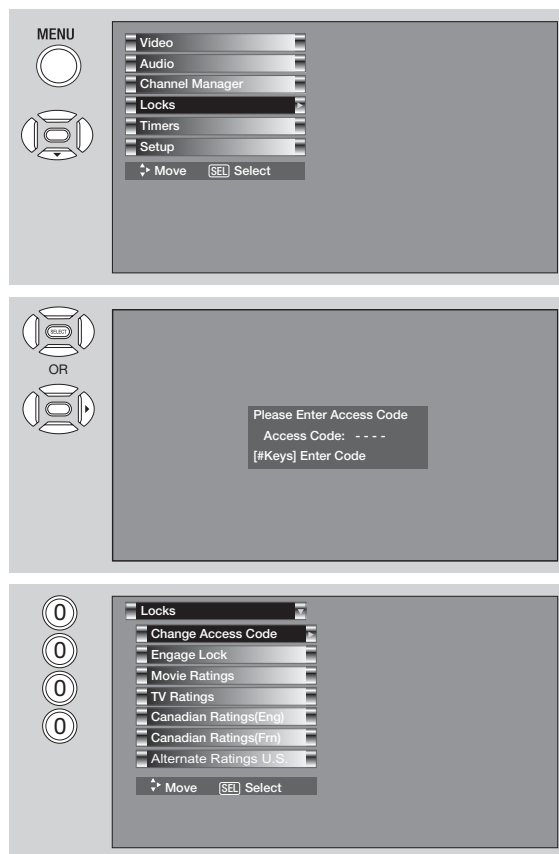 MENU
Video
Audio
Channel Manager
Locks
Timers
Setup
Move SEL Select
SELECT
OR
Please Enter Access Code
Access Code: - - - -
[#Keys] Enter Code
0
0
0
0
Locks
Change Access Code
Engage Lock
Movie Ratings
TV Ratings
Canadian Ratings(Eng)
Canadian Ratings(Frn)
Alternate Ratings U.S.
Move SEL Select